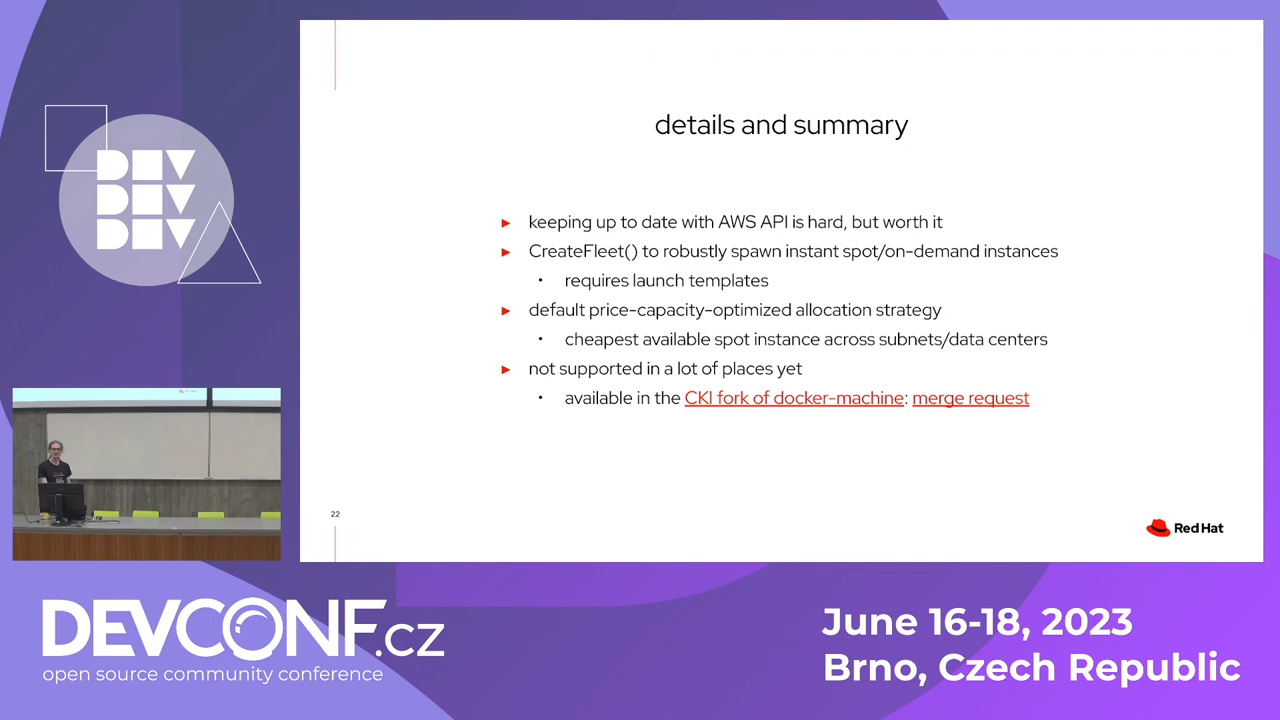 DEV
DEV
DEV
details and summary
► keeping up to date with AWS API is hard, but worth it
► CreateFleet() to robustly spawn instant spot/on-demand instances
• requires launch templates
► default price-capacity-optimized allocation strategy
• cheapest available spot instance across subnets/data centers
► not supported in a lot of places yet
• available in the CKI fork of docker-machine: merge request
22
Red Hat
DEVCONF.cz
open source community conference
June 16-18, 2023
Brno, Czech Republic